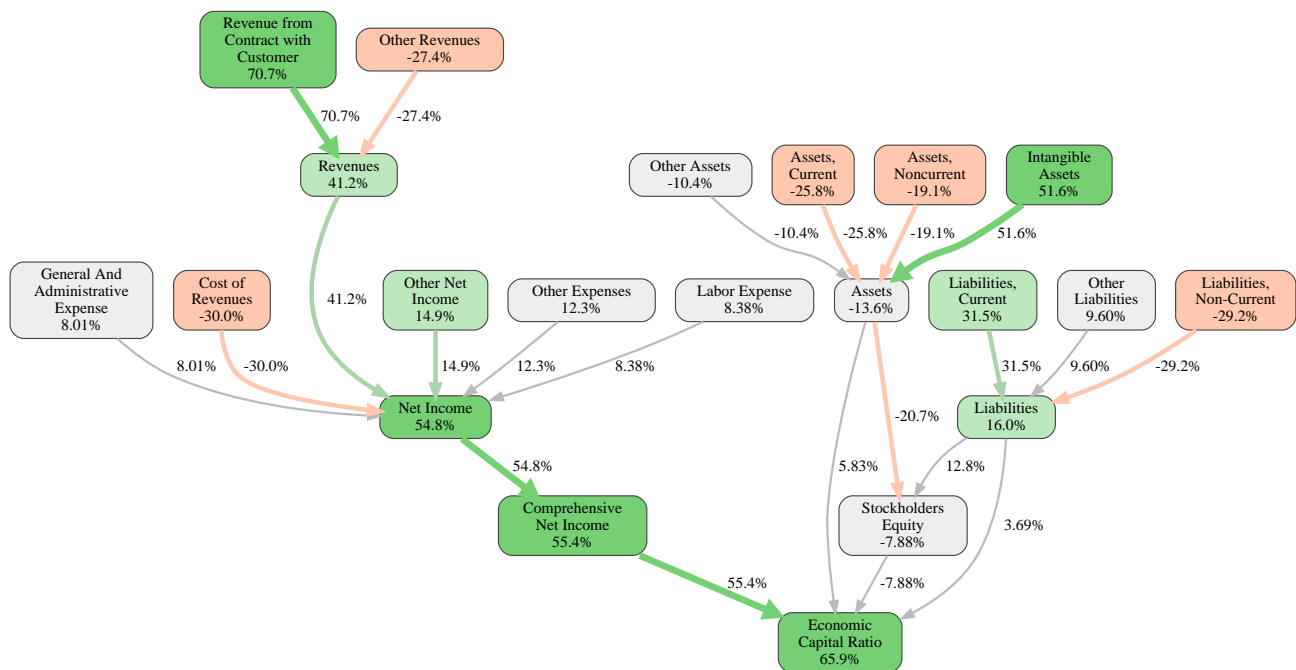 Revenue from
Contract with
Customer
70.7%
Other Revenues
-27.4%
70.7%
-27.4%
Revenues
41.2%
Other Assets
-10.4%
Assets,
Current
-25.8%
Assets,
Noncurrent
-19.1%
Intangible
Assets
51.6%
-10.4%
-25.8%
-19.1%
51.6%
General And
Administrative
Expense
8.01%
Cost of
Revenues
-30.0%
41.2%
Other Net
Income
14.9%
Other Expenses
12.3%
Labor Expense
8.38%
Assets
-13.6%
Liabilities,
Current
31.5%
Other
Liabilities
9.60%
Liabilities,
Non-Current
-29.2%
8.01%
-30.0%
14.9%
12.3%
8.38%
31.5%
9.60%
-29.2%
Net Income
54.8%
-20.7%
Liabilities
16.0%
54.8%
5.83%
12.8%
Comprehensive
Net Income
55.4%
Stockholders
Equity
-7.88%
3.69%
55.4%
-7.88%
Economic
Capital Ratio
65.9%